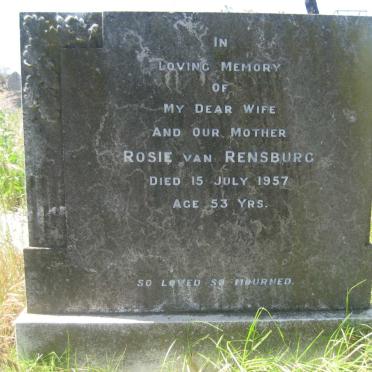 IN
LOVING MEMORY
OF
MY DEAR WIFE
AND OUR MOTHER
ROSIE VAN RENSBURG
DIED 15 JULY 1957
AGE 53 YRS.
SO LOVED SO MOURNED.